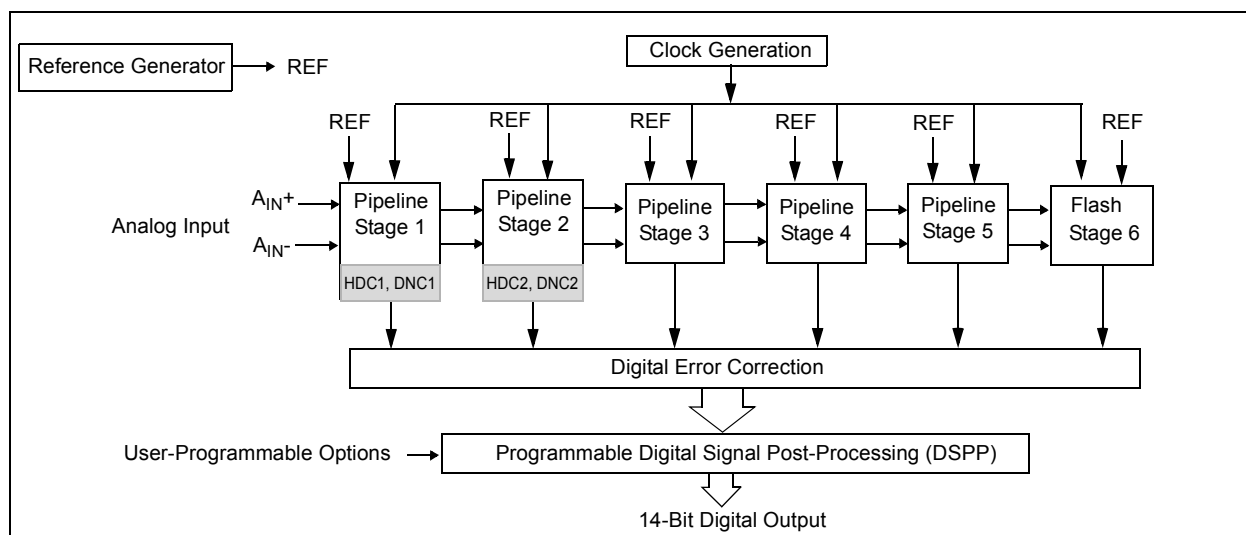 Clock Generation
Reference Generator
REF
REF
REF
REF
REF
REF
REF
Analog Input
AIN+
AIN-
Pipeline
Stage 1
HDC1, DNC1
Pipeline
Stage 2
HDC2, DNC2
Pipeline
Stage 3
Pipeline
Stage 4
Pipeline
Stage 5
Flash
Stage 6
Digital Error Correction
User-Programmable Options
Programmable Digital Signal Post-Processing (DSPP)
14-Bit Digital Output